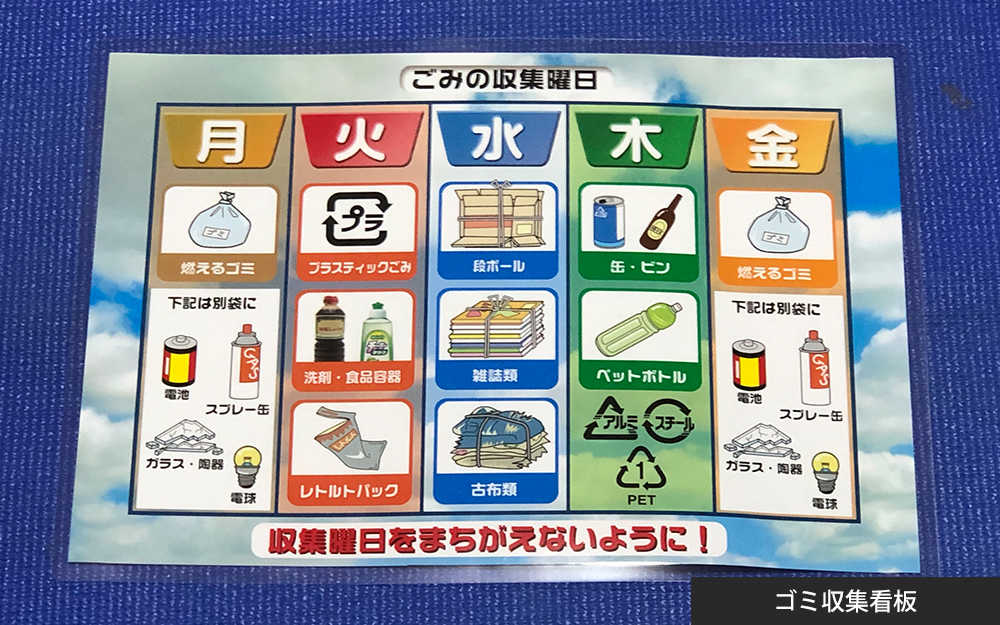 ごみの収集曜日
月
火
水
木
金
ゴミ
燃えるゴミ
プラ
プラスティックごみ
段ボール
缶・ビン
ゴミ
燃えるゴミ
下記は別袋に
電池
GAS
スプレー缶
ガラス・陶器
電球
洗剤・食品容器
レトルトパック
雑誌類
古布類
ペットボトル
アルミ
スチール
1
PET
下記は別袋に
電池
GAS
スプレー缶
ガラス・陶器
電球
収集曜日をまちがえないように！
ゴミ収集看板